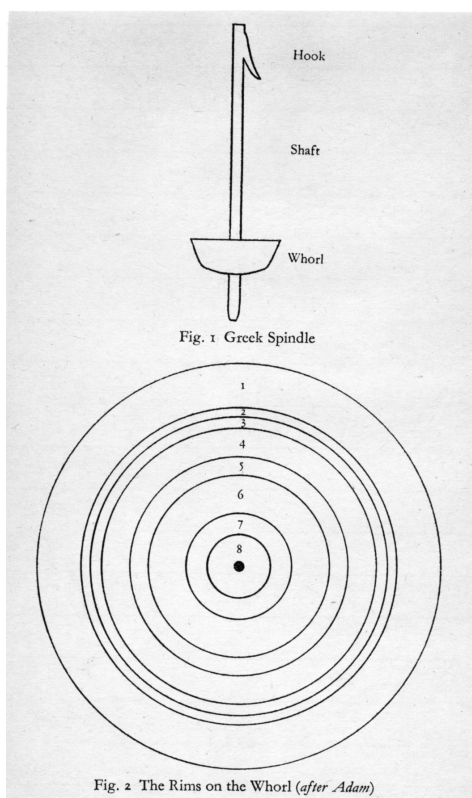 Hook
Shaft
Whorl
Fig. 1 Greek Spindle
1
2
3
4
5
6
7
8
Fig. 2 The Rims on the Whorl (after Adam)